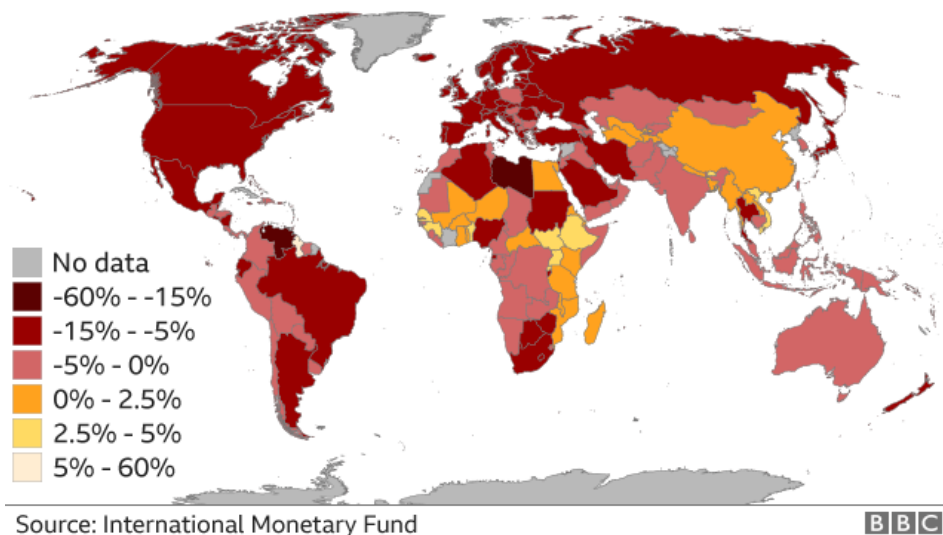 No data
-60% - -15%
-15% - -5%
-5% - 0%
0% - 2.5%
2.5% - 5%
5% - 60%
Source: International Monetary Fund
BBC